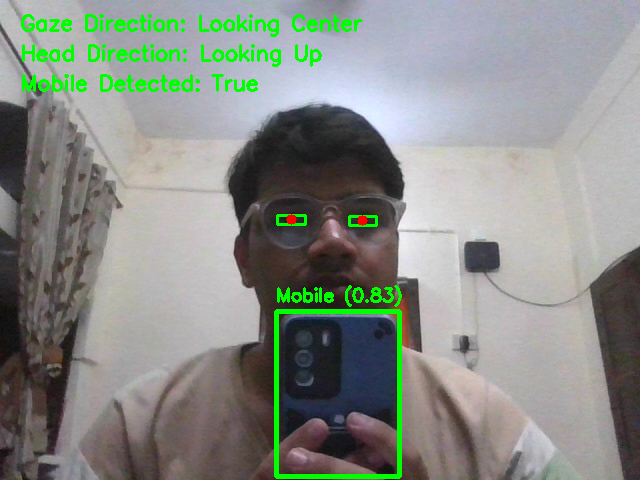 Gaze Direction: Looking Center
Head Direction: Looking Up
Mobile Detected: True
Mobile (0.83)